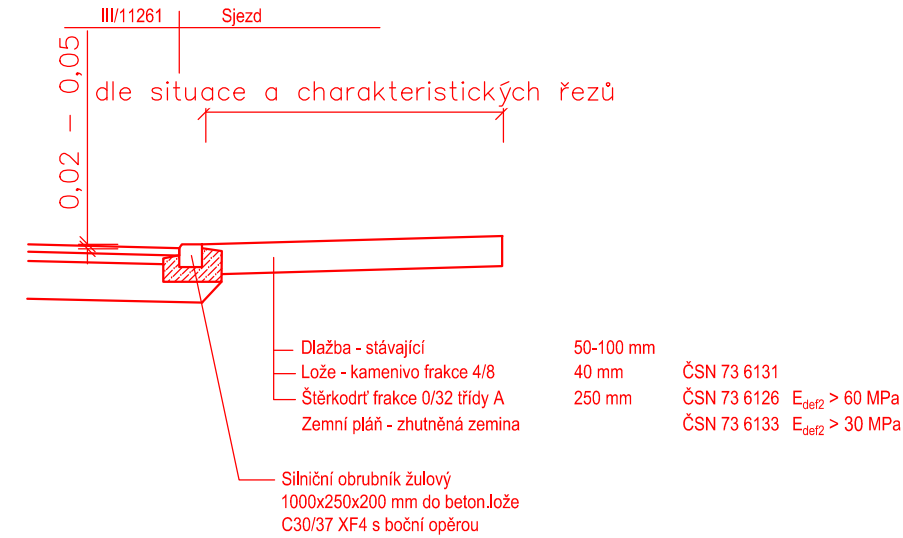 III/11261 Sjezd
0,02 – 0,05
dle situace a charakteristických řezů
Dlažba - stávající 50-100 mm
Lože - kamenivo frakce 4/8 40 mm ČSN 73 6131
Štěrkodrť frakce 0/32 třídy A 250 mm ČSN 73 6126 Edef2 > 60 MPa
Zemní pláň - zhutněná zemina ČSN 73 6133 Edef2 > 30 MPa
Silniční obrubník žulový
1000x250x200 mm do beton.lože
C30/37 XF4 s boční opěrou